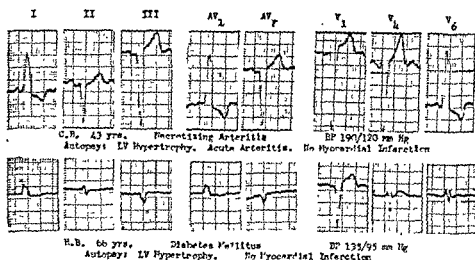 I II III AVL AVF V1 V4 V6
C.B. 43 yrs. Necrotizing Arteritis BP 190/120 mm Hg
Autopsy: LV Hypertrophy. Acute Arteritis. No Myocardial Infarction
H.B. 66 yrs. Diabetes Mellitus BP 135/95 mm Hg
Autopsy: LV Hypertrophy. No Myocardial Infarction